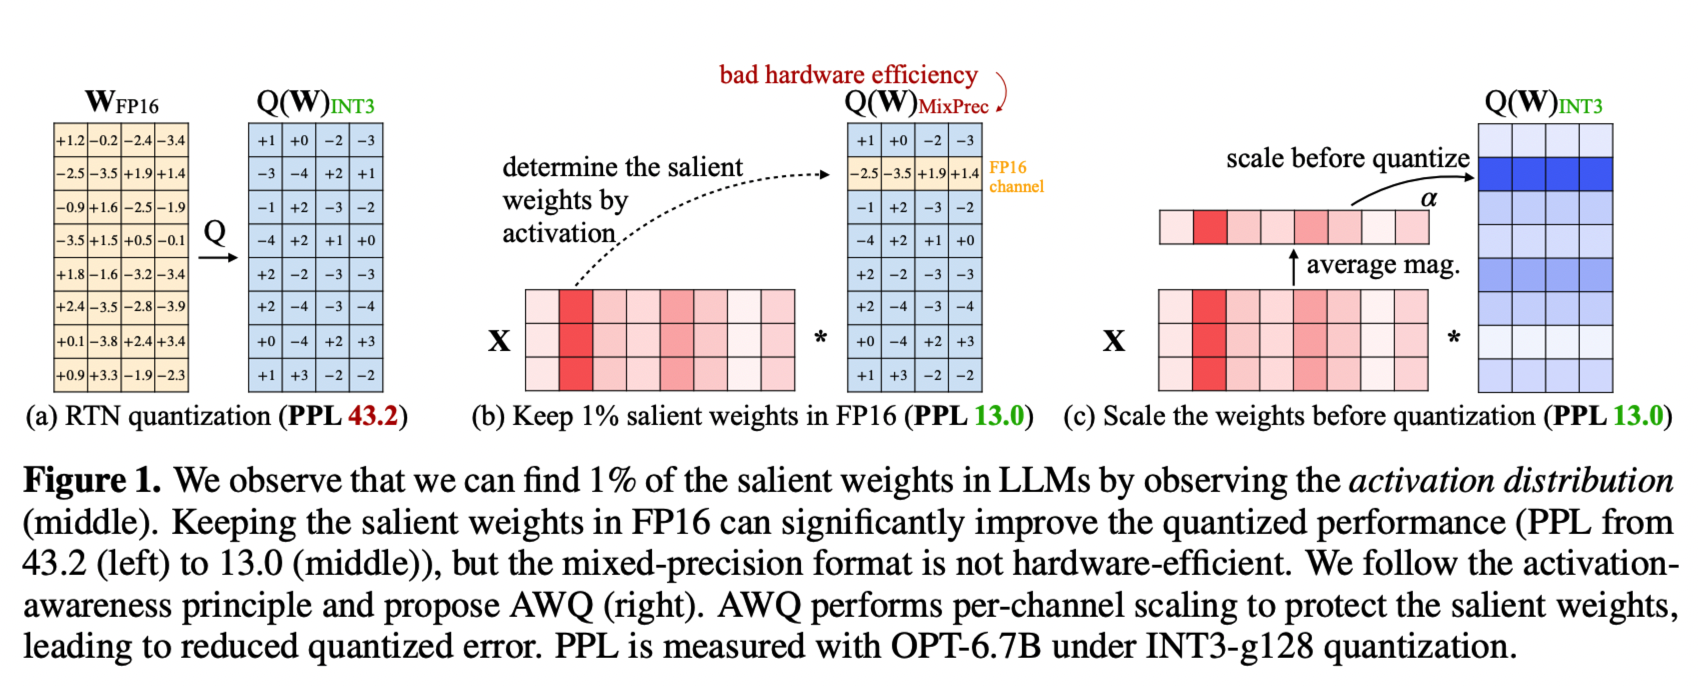 bad hardware efficiency
W FP16
Q(W) INT3
+1.2 −0.2 −2.4 −3.4
−2.5 −3.5 +1.9 +1.4
−0.9 +1.6 −2.5 −1.9
−3.5 +1.5 +0.5 −0.1
+1.8 −1.6 −3.2 −3.4
+2.4 −3.5 −2.8 −3.9
+0.1 −3.8 +2.4 +3.4
+0.9 +3.3 −1.9 −2.3
Q
+1 +0 −2 −3
−3 −4 +2 +1
−1 +2 −3 −2
−4 +2 +1 +0
+2 −2 −3 −3
+2 −4 −3 −4
+0 −4 +2 +3
+1 +3 −2 −2
(a) RTN quantization (PPL 43.2)
determine the salient
weights by
activation
X
*
Q(W) MixPrec
+1 +0 −2 −3
−2.5 −3.5 +1.9 +1.4
−1 +2 −3 −2
−4 +2 +1 +0
+2 −2 −3 −3
+2 −4 −3 −4
+0 −4 +2 +3
+1 +3 −2 −2
FP16
channel
(b) Keep 1% salient weights in FP16 (PPL 13.0)
Q(W) INT3
scale before quantize
α
average mag.
X
*
(c) Scale the weights before quantization (PPL 13.0)
Figure 1. We observe that we can find 1% of the salient weights in LLMs by observing the activation distribution
(middle). Keeping the salient weights in FP16 can significantly improve the quantized performance (PPL from
43.2 (left) to 13.0 (middle)), but the mixed-precision format is not hardware-efficient. We follow the activation-
awareness principle and propose AWQ (right). AWQ performs per-channel scaling to protect the salient weights,
leading to reduced quantized error. PPL is measured with OPT-6.7B under INT3-g128 quantization.